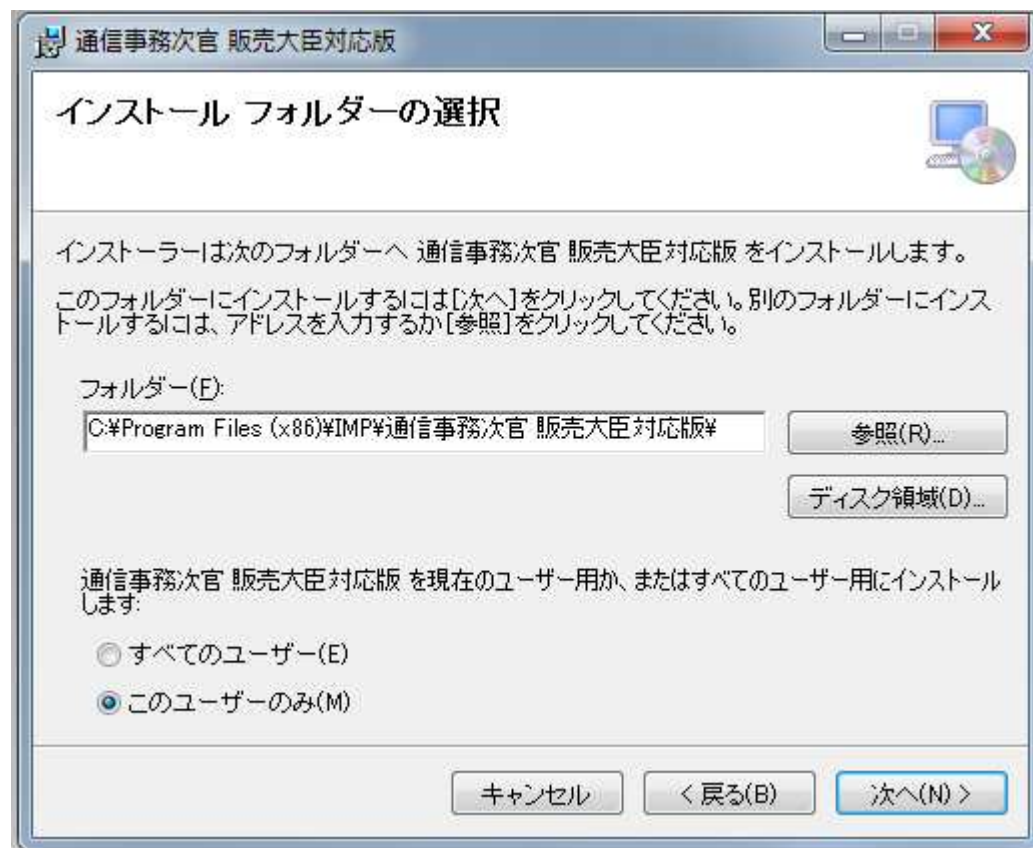 通信事務次官 販売大臣対応版
インストール フォルダーの選択
インストーラーは次のフォルダーへ 通信事務次官 販売大臣対応版 をインストールします。
このフォルダーにインストールするには[次へ]をクリックしてください。別のフォルダーにインス
トールするには、アドレスを入力するか[参照]をクリックしてください。
フォルダー(F):
C:¥Program Files (x86)¥IMP¥通信事務次官 販売大臣対応版¥
参照(R)...
ディスク領域(D)...
通信事務次官 販売大臣対応版 を現在のユーザー用か、またはすべてのユーザー用にインストール
します:
すべてのユーザー(E)
このユーザーのみ(M)
キャンセル
< 戻る(B)
次へ(N) >